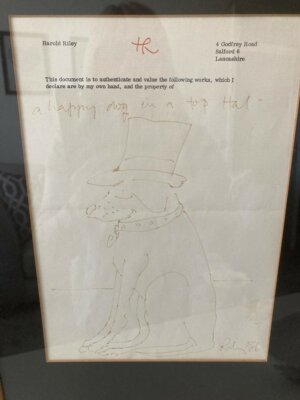 Harold Riley
HR
4 Godfrey Road
Salford 6
Lancashire
This document is to authenticate and value the following works, which I
declare are by my own hand, and the property of
a happy dog in a top hat
Riley